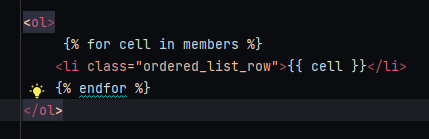 <ol>
{% for cell in members %}
<li class="ordered_list_row">{{ cell }}</li>
{% endfor %}
</ol>